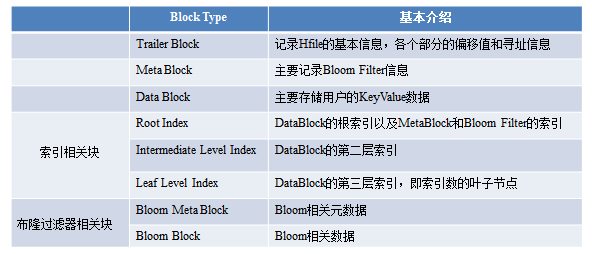 Block Type 基本介绍
Trailer Block 记录Hfile的基本信息，各个部分的偏移值和寻址信息
Meta Block 主要记录Bloom Filter信息
Data Block 主要存储用户的KeyValue数据
Root Index DataBlock的根索引以及MetaBlock和Bloom Filter的索引
索引相关块 Intermediate Level Index DataBlock的第二层索引
Leaf Level Index DataBlock的第三层索引，即索引数的叶子节点
布隆过滤器相关块 Bloom Meta Block Bloom相关元数据
Bloom Block Bloom相关数据